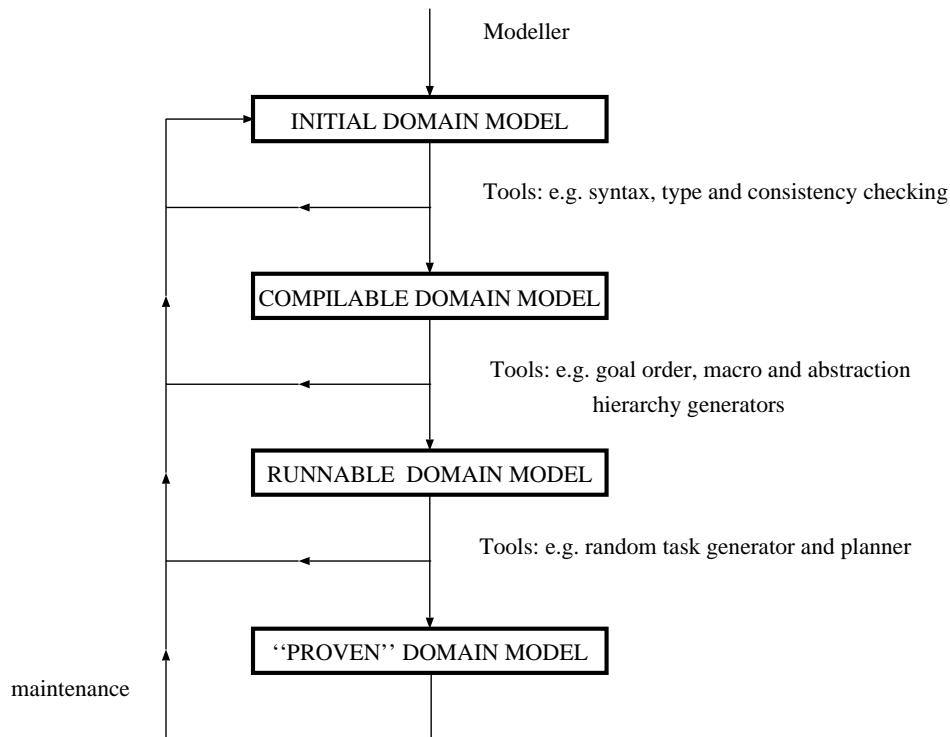 Modeller
INITIAL DOMAIN MODEL
Tools: e.g. syntax, type and consistency checking
COMPILABLE DOMAIN MODEL
Tools: e.g. goal order, macro and abstraction
hierarchy generators
RUNNABLE DOMAIN MODEL
Tools: e.g. random task generator and planner
‘‘PROVEN’’ DOMAIN MODEL
maintenance